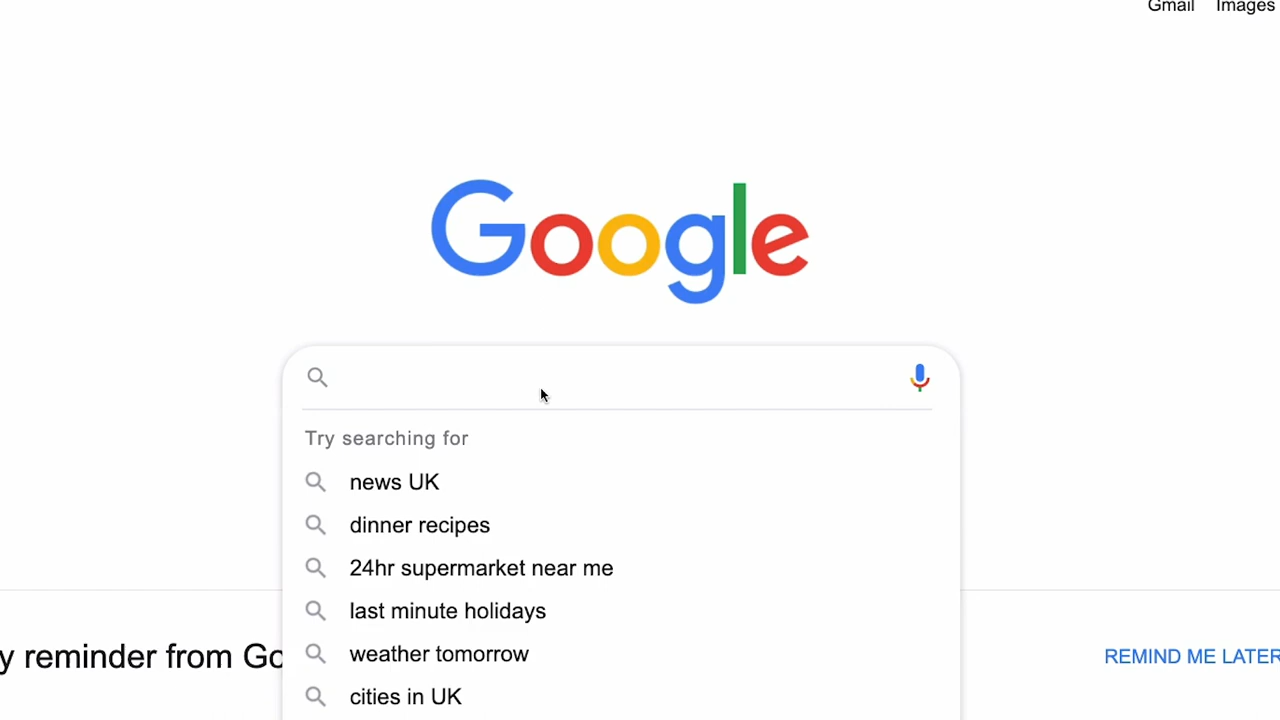 Gmail Images
Google
Try searching for
news UK
dinner recipes
24hr supermarket near me
last minute holidays
weather tomorrow
y reminder from Go
REMIND ME LATER
cities in UK